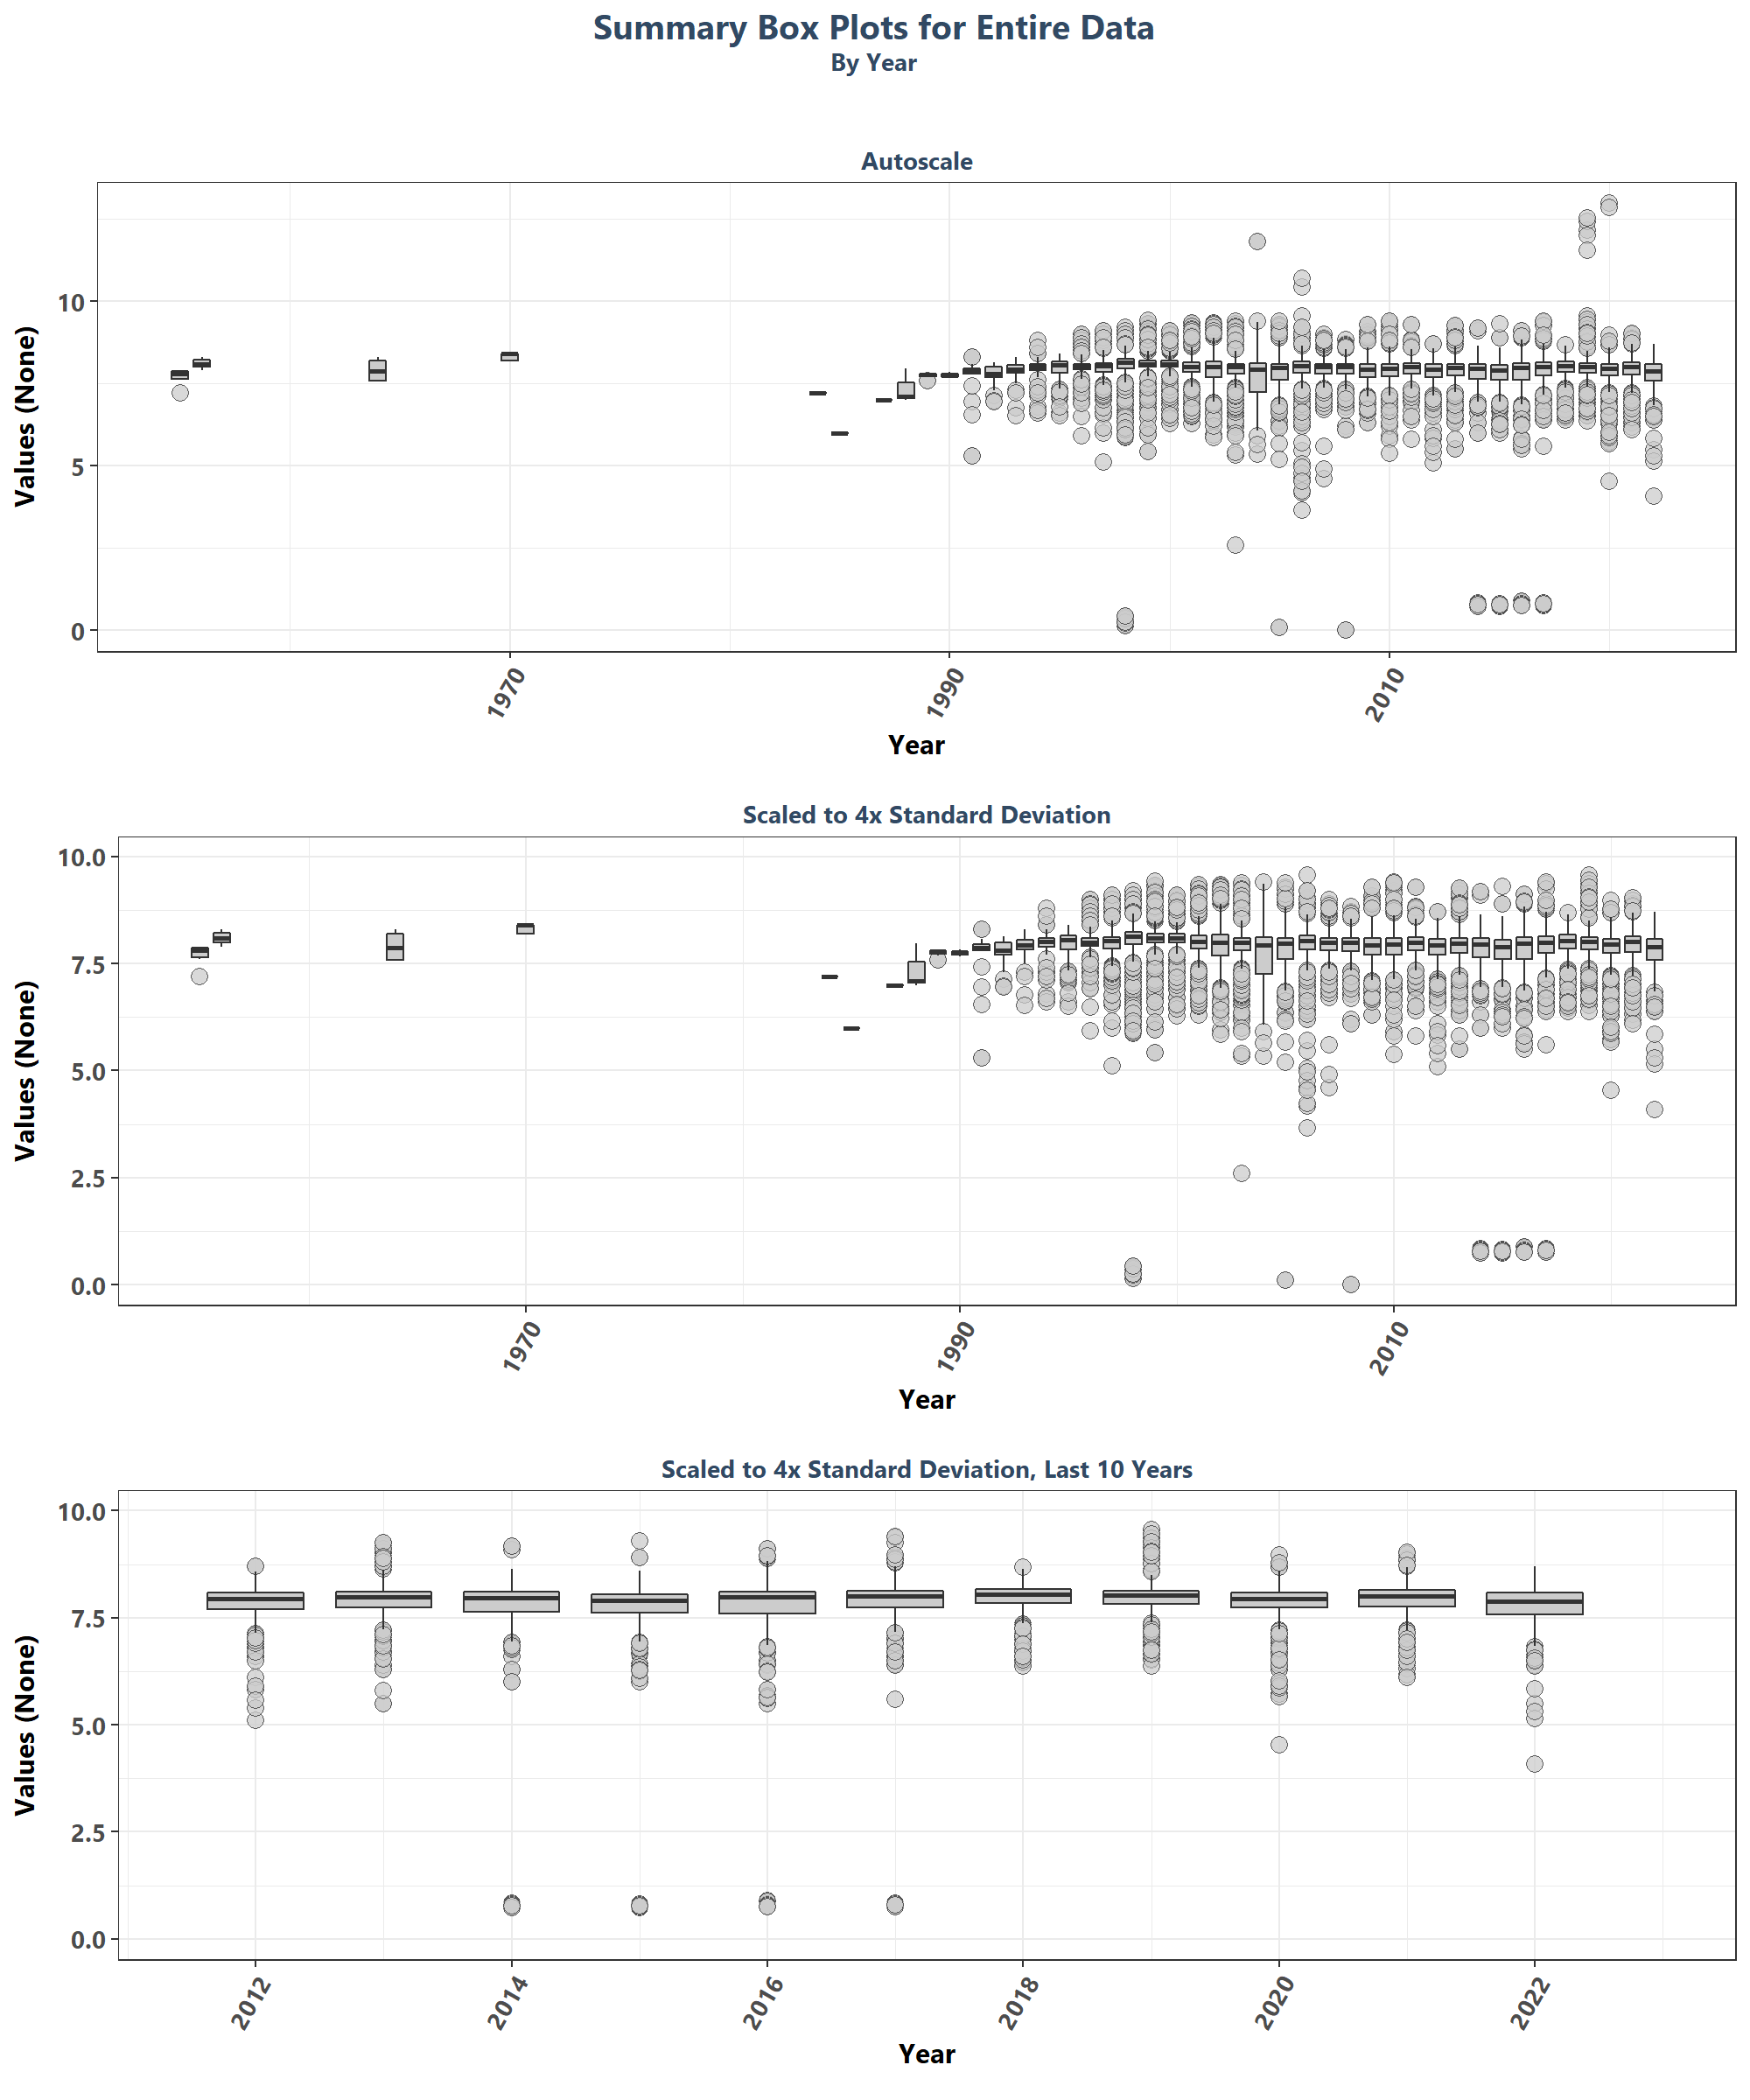 Summary Box Plots for Entire Data
By Year
Autoscale
Values (None)
10
5
0
1970
1990
2010
Year
Scaled to 4x Standard Deviation
Values (None)
10.0
7.5
5.0
2.5
0.0
1970
1990
2010
Year
Scaled to 4x Standard Deviation, Last 10 Years
Values (None)
10.0
7.5
5.0
2.5
0.0
2012
2014
2016
2018
2020
2022
Year